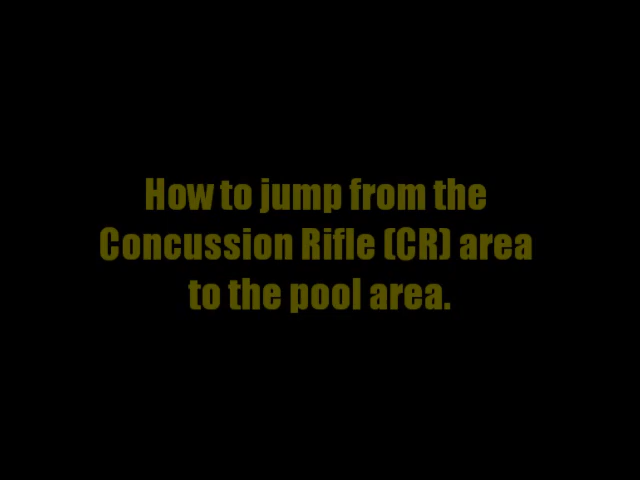 How to jump from the
Concussion Rifle (CR) area
to the pool area.